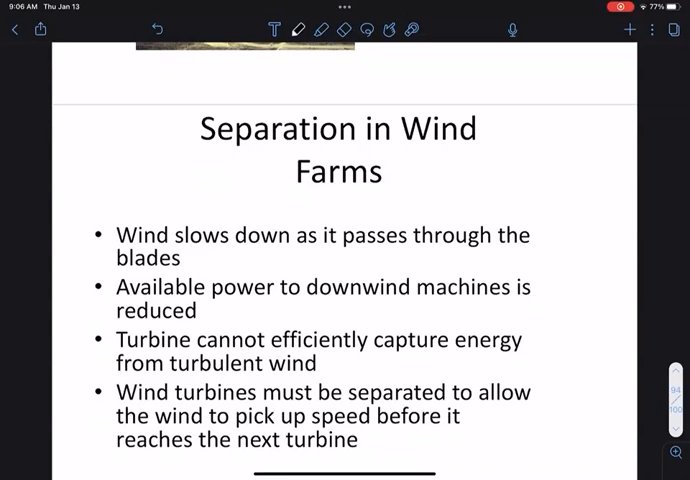 9:06 AM Thu Jan 13
77%
Separation in Wind
Farms
• Wind slows down as it passes through the
blades
• Available power to downwind machines is
reduced
• Turbine cannot efficiently capture energy
from turbulent wind
• Wind turbines must be separated to allow
the wind to pick up speed before it
reaches the next turbine
94
/
100